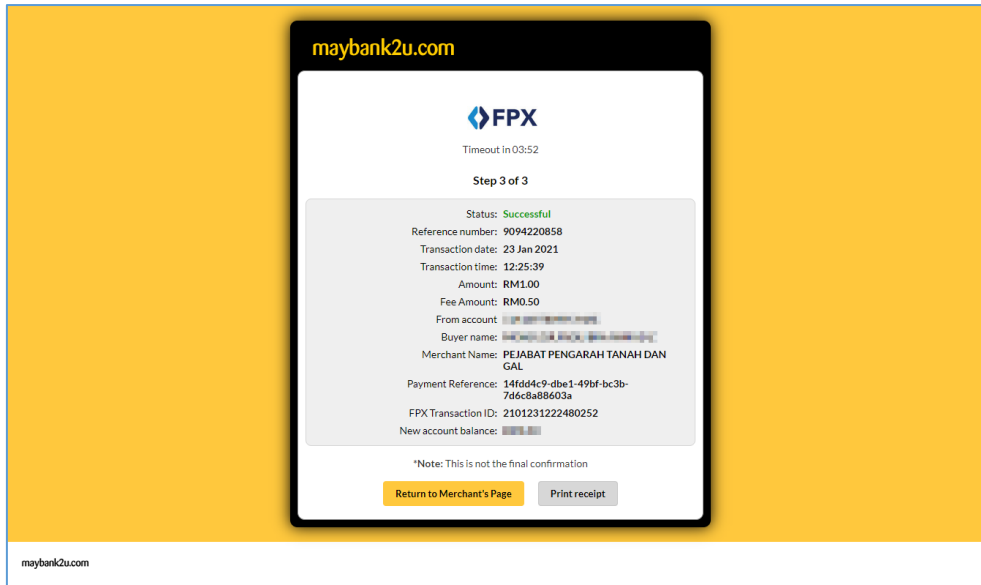 maybank2u.com
FPX
Timeout in 03:52
Step 3 of 3
Status: Successful
Reference number: 9094220858
Transaction date: 23 Jan 2021
Transaction time: 12:25:39
Amount: RM1.00
Fee Amount: RM0.50
From account
Buyer name:
Merchant Name: PEJABAT PENGARAH TANAH DAN
GAL
Payment Reference: 14fdd4c9-dbe1-49bf-bc3b-
7d6c8a88603a
FPX Transaction ID: 2101231222480252
New account balance:
*Note: This is not the final confirmation
Return to Merchant's Page Print receipt
maybank2u.com